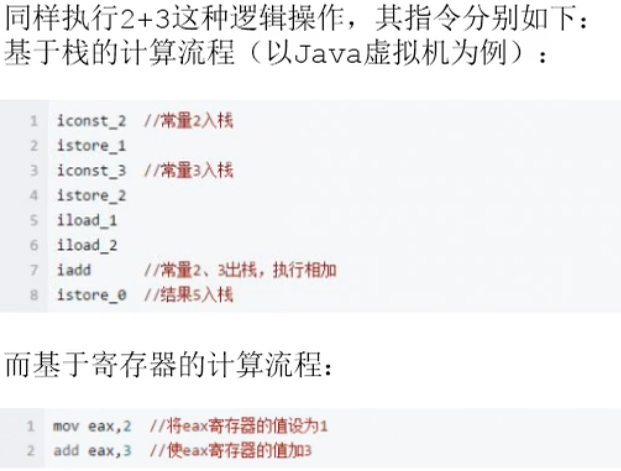 同样执行2+3这种逻辑操作，其指令分别如下：
基于栈的计算流程（以Java虚拟机为例）：
1 iconst_2 //常量2入栈
2 istore_1
3 iconst_3 //常量3入栈
4 istore_2
5 iload_1
6 iload_2
7 iadd //常量2、3出栈，执行相加
8 istore_0 //结果5入栈
而基于寄存器的计算流程：
1 mov eax,2 //将eax寄存器的值设为1
2 add eax,3 //使eax寄存器的值加3